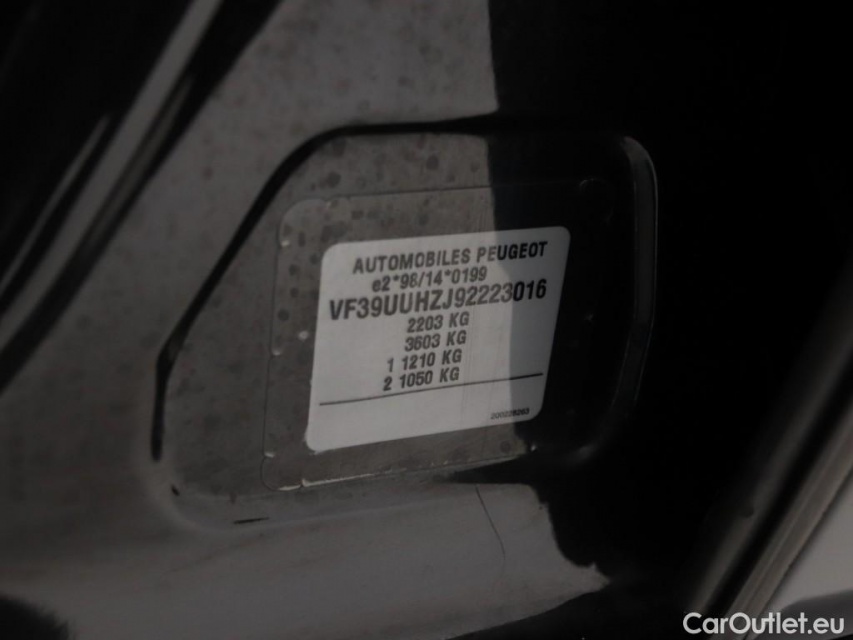 AUTOMOBILES PEUGEOT
e2*98/14*0199
VF39UUHZJ92223016
2203 KG
3603 KG
1 1210 KG
2 1050 KG
CarOutlet.eu